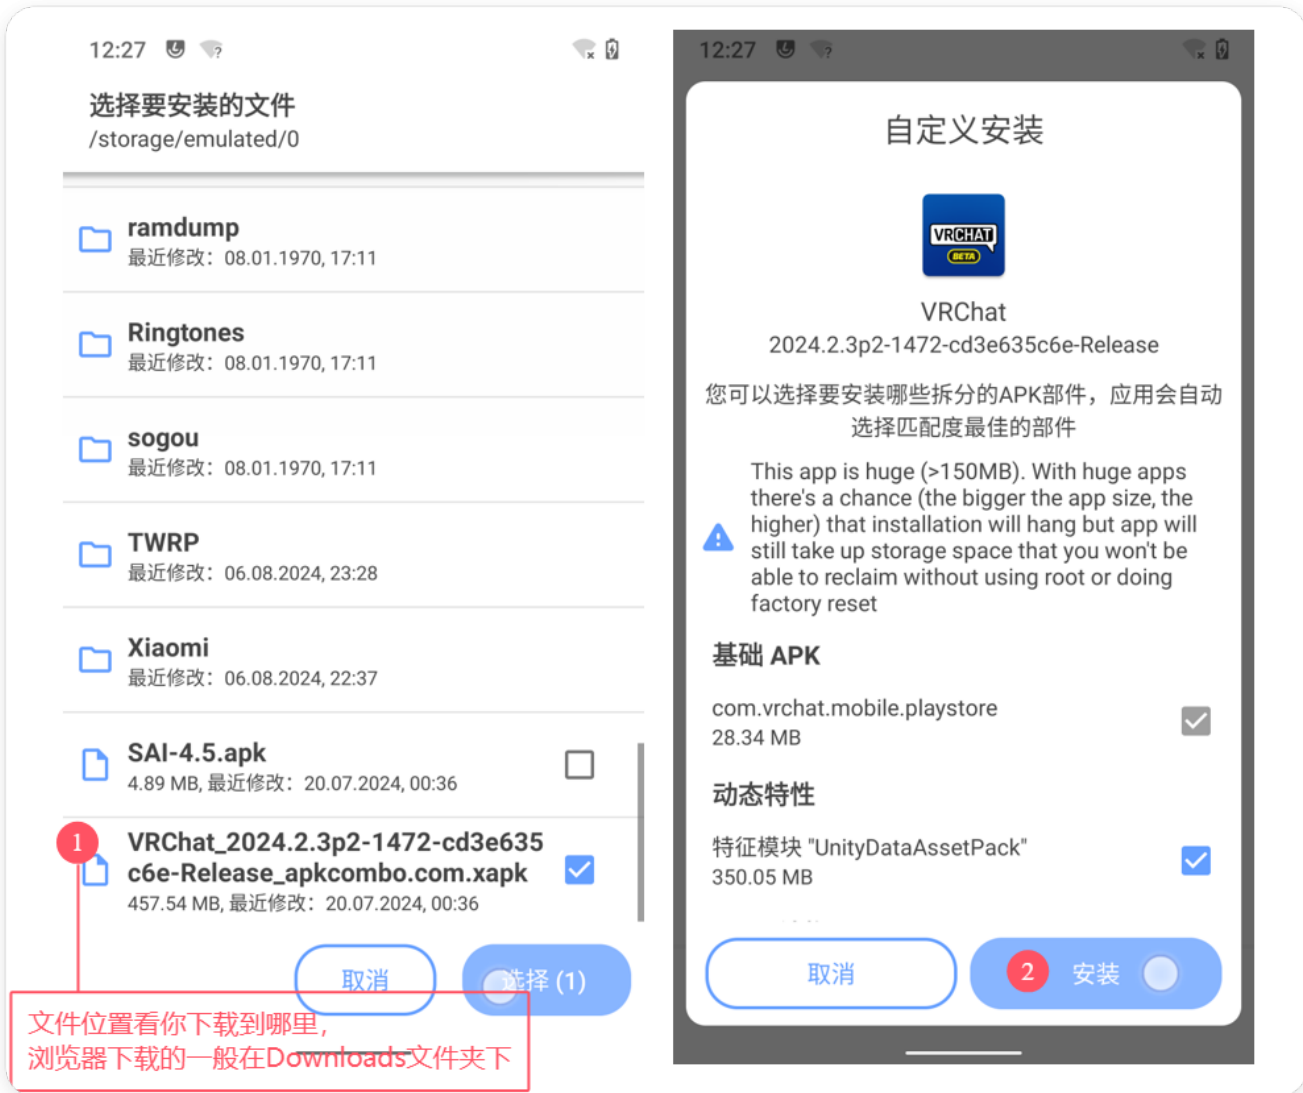 12:27
选择要安装的文件
/storage/emulated/0
ramdump
最近修改：08.01.1970, 17:11
Ringtones
最近修改：08.01.1970, 17:11
sogou
最近修改：08.01.1970, 17:11
TWRP
最近修改：06.08.2024, 23:28
Xiaomi
最近修改：06.08.2024, 22:37
SAI-4.5.apk
4.89 MB, 最近修改：20.07.2024, 00:36
1
VRChat_2024.2.3p2-1472-cd3e635
c6e-Release_apkcombo.com.xapk
457.54 MB, 最近修改：20.07.2024, 00:36
取消
选择 (1)
文件位置看你下载到哪里，
浏览器下载的一般在Downloads文件夹下
12:27
自定义安装
VRCHAT
BETA
VRChat
2024.2.3p2-1472-cd3e635c6e-Release
您可以选择要安装哪些拆分的APK部件，应用会自动
选择匹配度最佳的部件
This app is huge (>150MB). With huge apps
there's a chance (the bigger the app size, the
higher) that installation will hang but app will
still take up storage space that you won't be
able to reclaim without using root or doing
factory reset
基础 APK
com.vrchat.mobile.playstore
28.34 MB
动态特性
特征模块 "UnityDataAssetPack"
350.05 MB
取消
2
安装